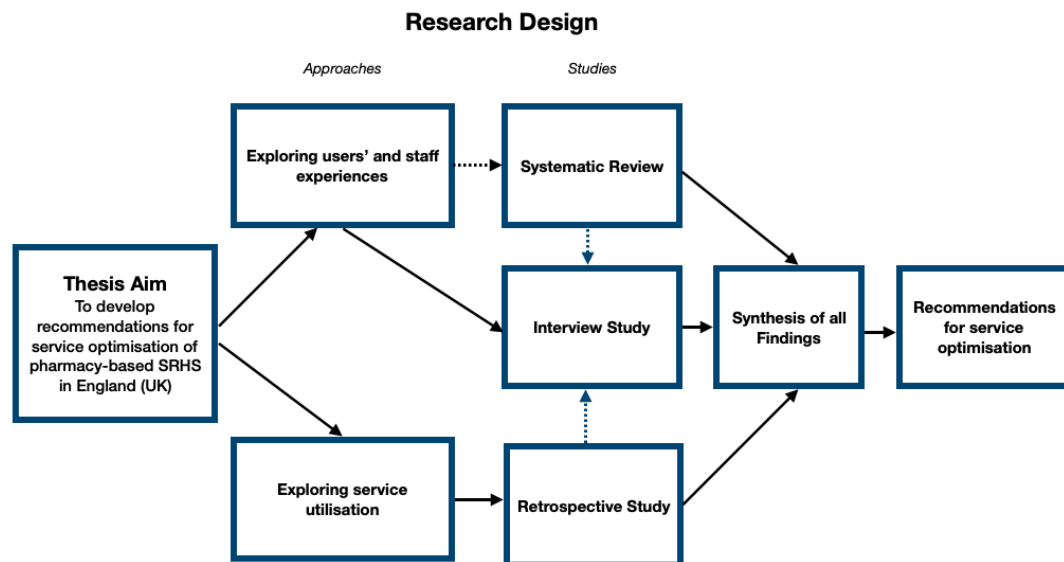 Research Design
Approaches
Studies
Exploring users' and staff
experiences
Systematic Review
Thesis Aim
To develop
recommendations for
service optimisation of
pharmacy-based SRHS
in England (UK)
Interview Study
Synthesis of all
Findings
Recommendations
for service
optimisation
Exploring service
utilisation
Retrospective Study